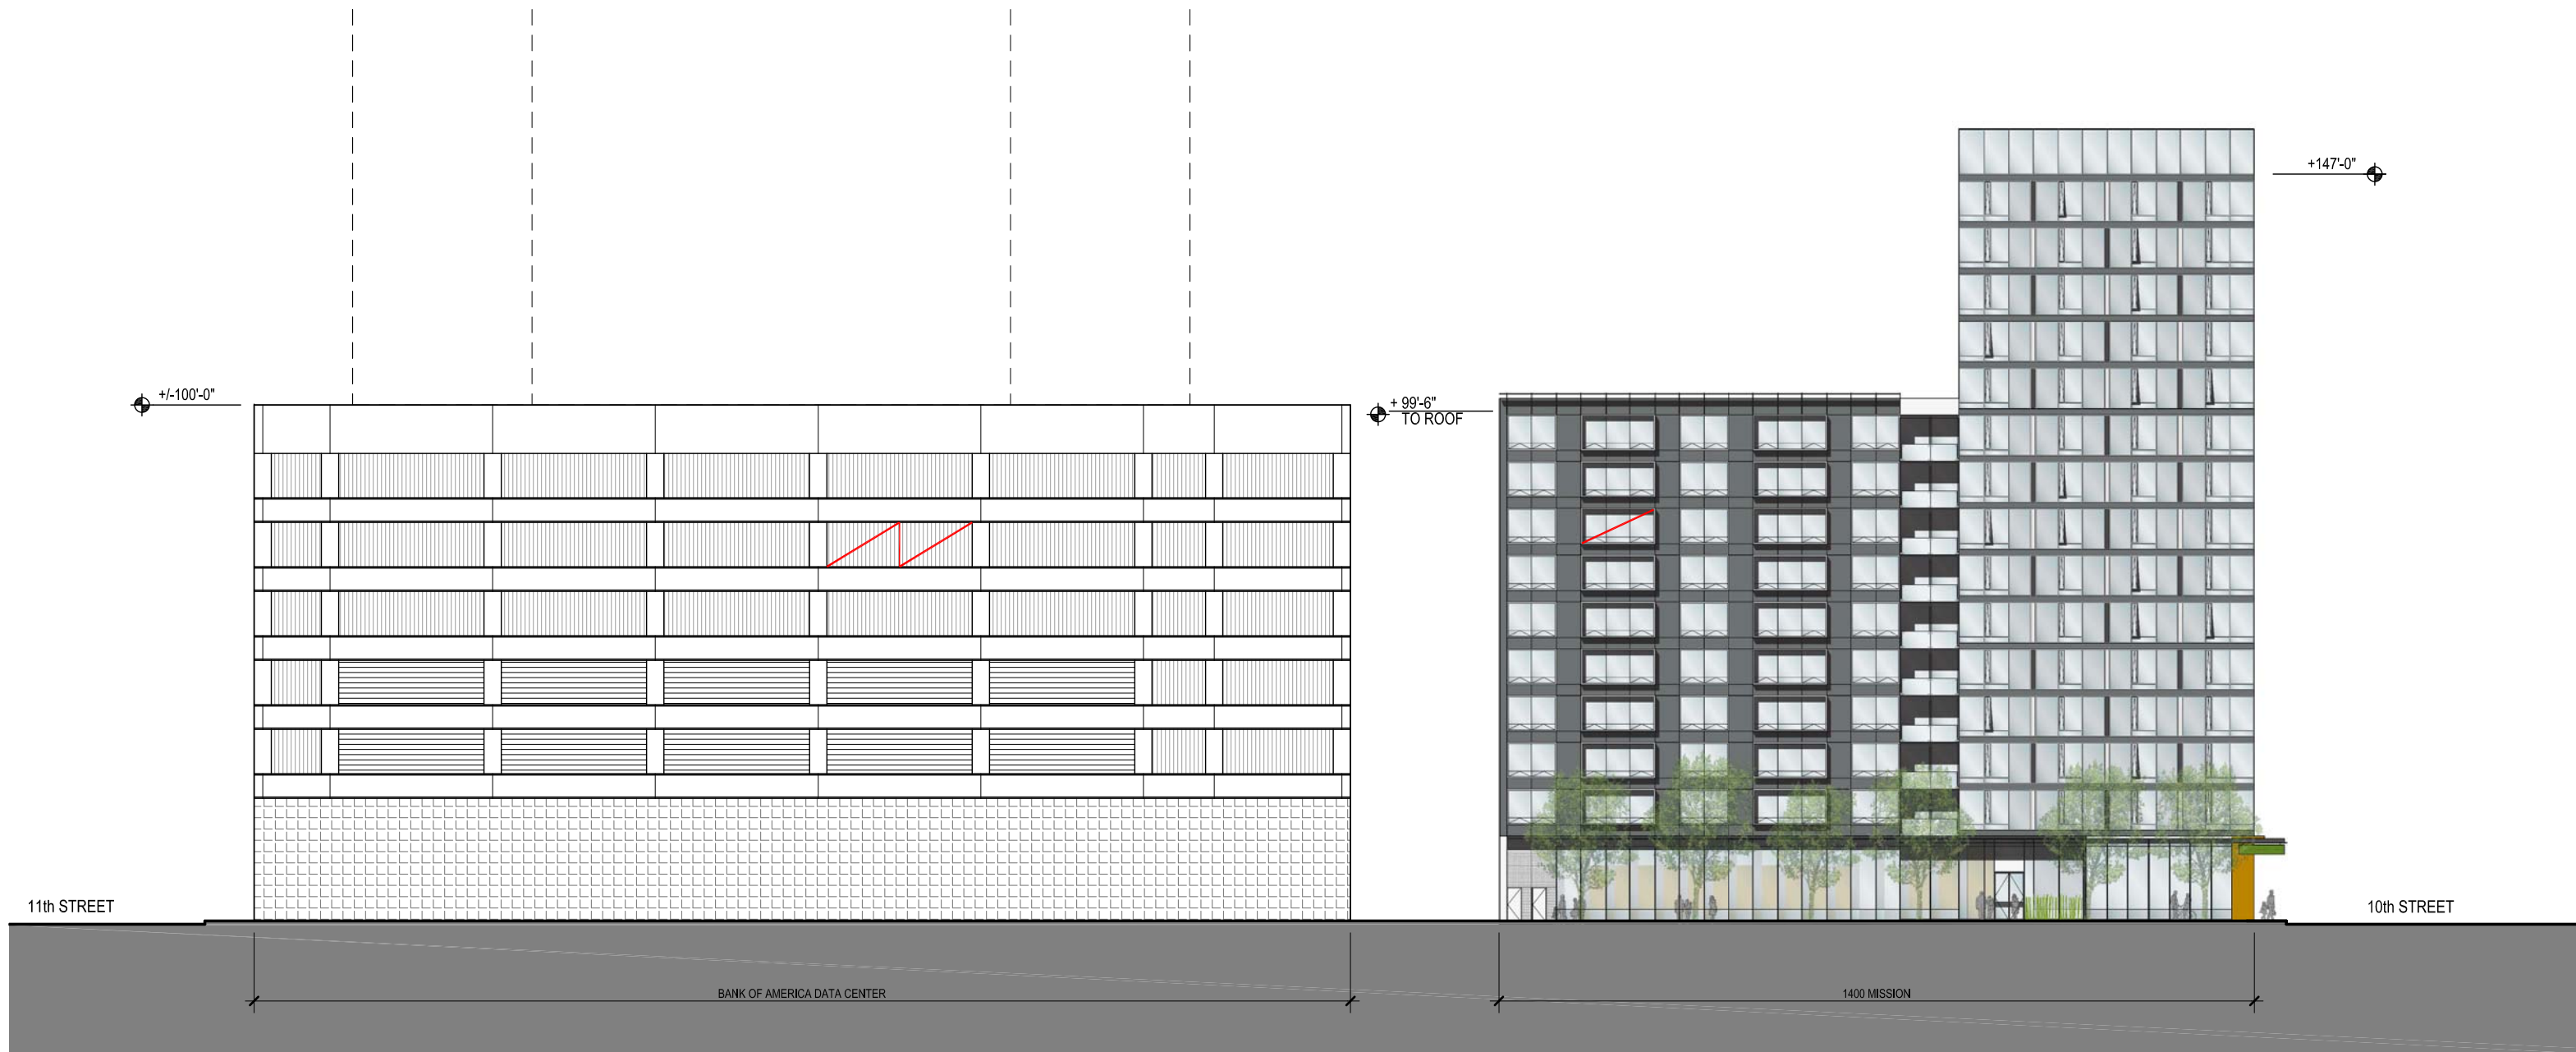 +147'-0"
+/-100'-0"
+ 99'-6"
TO ROOF
11th STREET
10th STREET
BANK OF AMERICA DATA CENTER
1400 MISSION